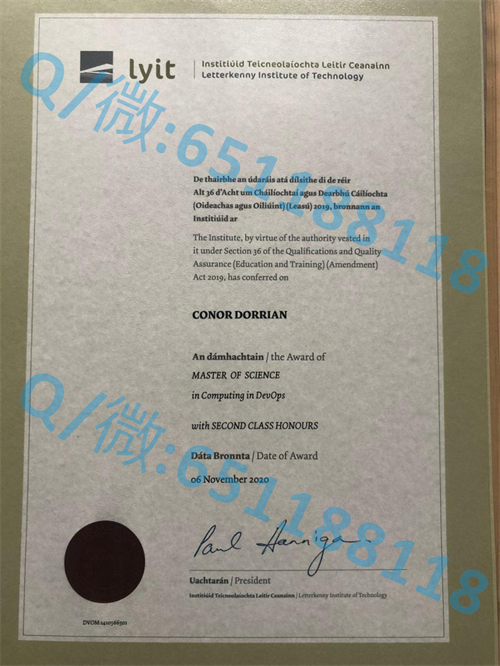 lyit
Institiúid Teicneolaíochta Leitir Ceanainn
Letterkenny Institute of Technology
Q/微:651188118
De thairbhe an údaráis atá dílsithe di de réir
Alt 36 d'Acht um Cháilíochtaí agus Dearbhú Cáilíochta
(Oideachas agus Oiliúint) (Leasú) 2019, bronnann an
Institiúid ar
The Institute, by virtue of the authority vested in
it under Section 36 of the Qualifications and Quality
Assurance (Education and Training) (Amendment)
Act 2019, has conferred on
CONOR DORRIAN
An dámhachtain / the Award of
MASTER OF SCIENCE
in Computing in DevOps
Q/微:651188118
with SECOND CLASS HONOURS
Dáta Bronnta / Date of Award
06 November 2020
Paul Hannigan
Uachtarán / President
Institiúid Teicneolaíochta Leitir Ceanainn / Letterkenny Institute of Technology